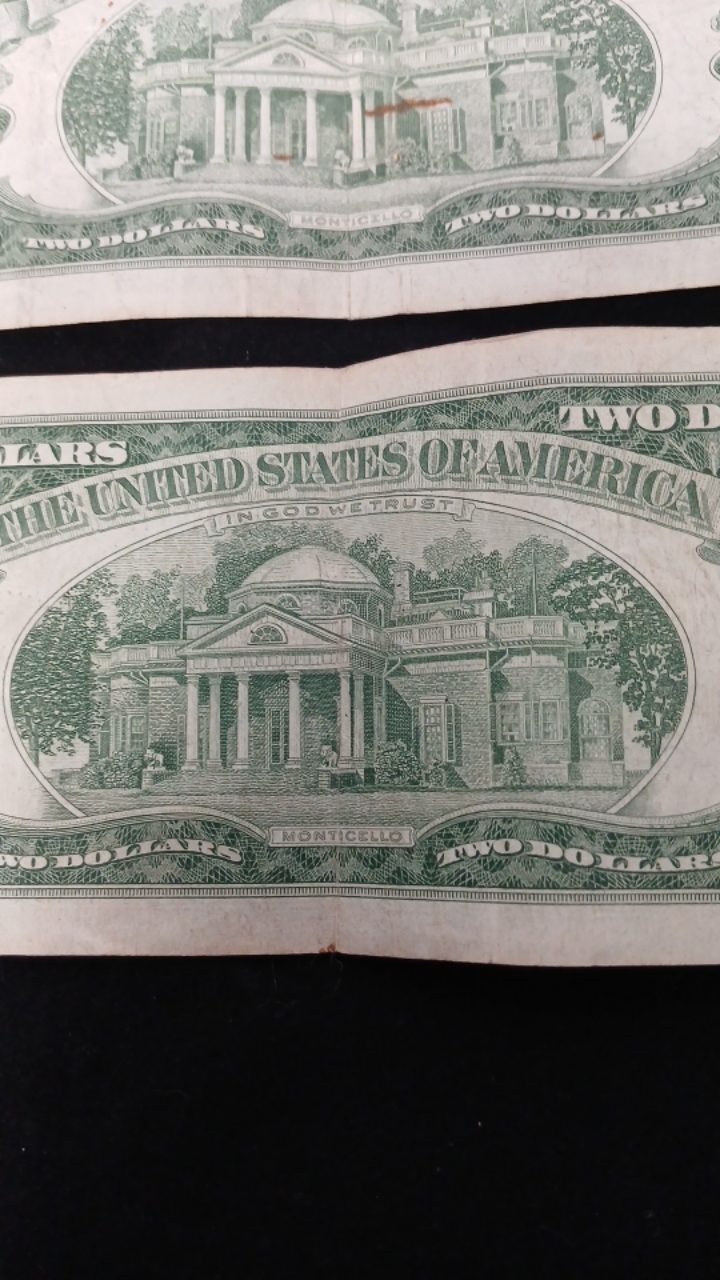 TWO DOLLARS
MONTICELLO
TWO DOLLARS
LARS
TWO D
THE UNITED STATES OF AMERICA
IN GOD WE TRUST
MONTICELLO
WO DOLLARS
TWO DOLLARS